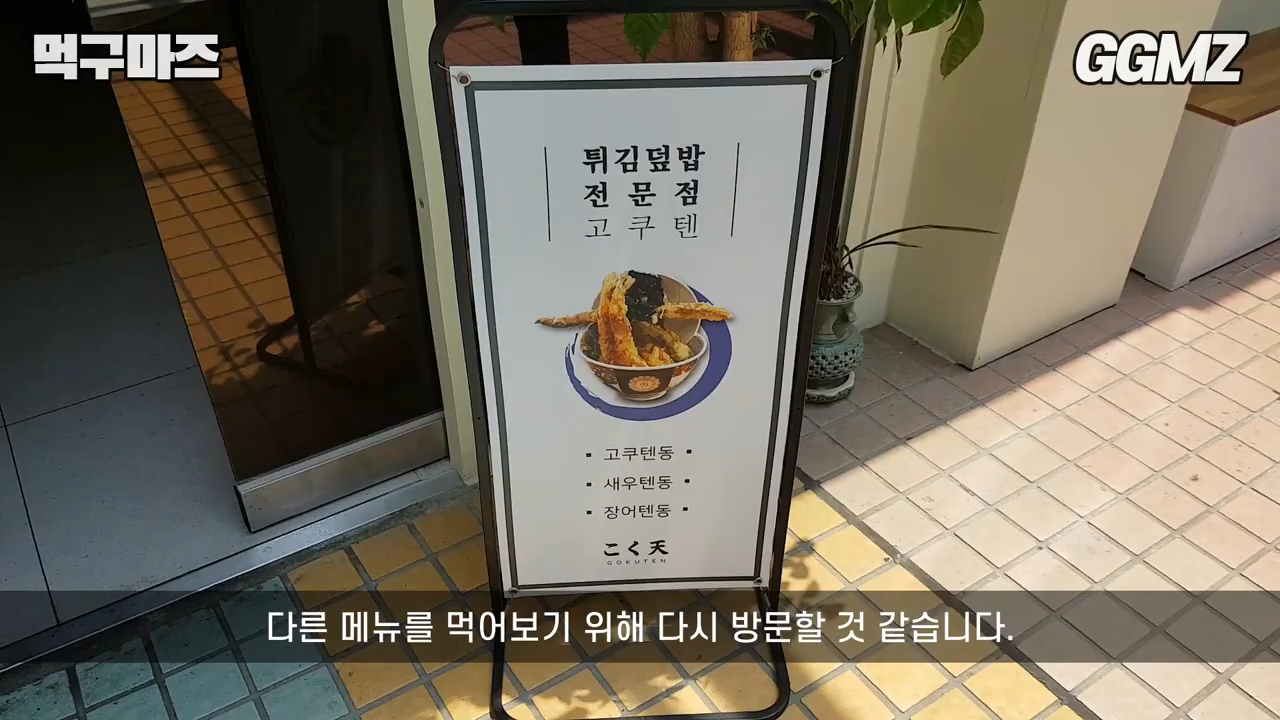 먹구마즈
GGMZ
튀김덮밥
전문점
고쿠텐
고쿠텐동
새우텐동
장어텐동
こく天
GOKUTEN
다른 메뉴를 먹어보기 위해 다시 방문할 것 같습니다.